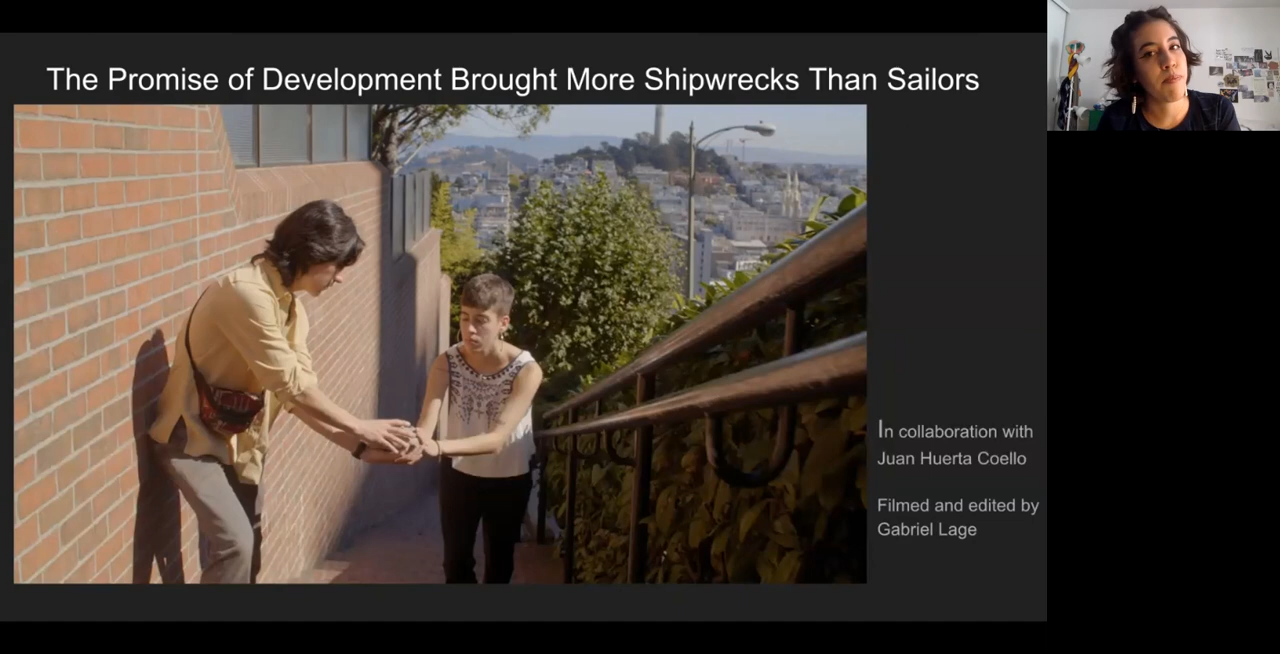 The Promise of Development Brought More Shipwrecks Than Sailors
In collaboration with
Juan Huerta Coello
Filmed and edited by
Gabriel Lage